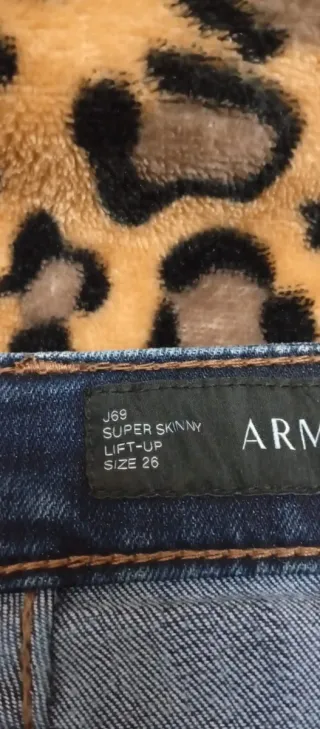 J69
SUPER SKINNY
LIFT-UP
SIZE 26
ARM